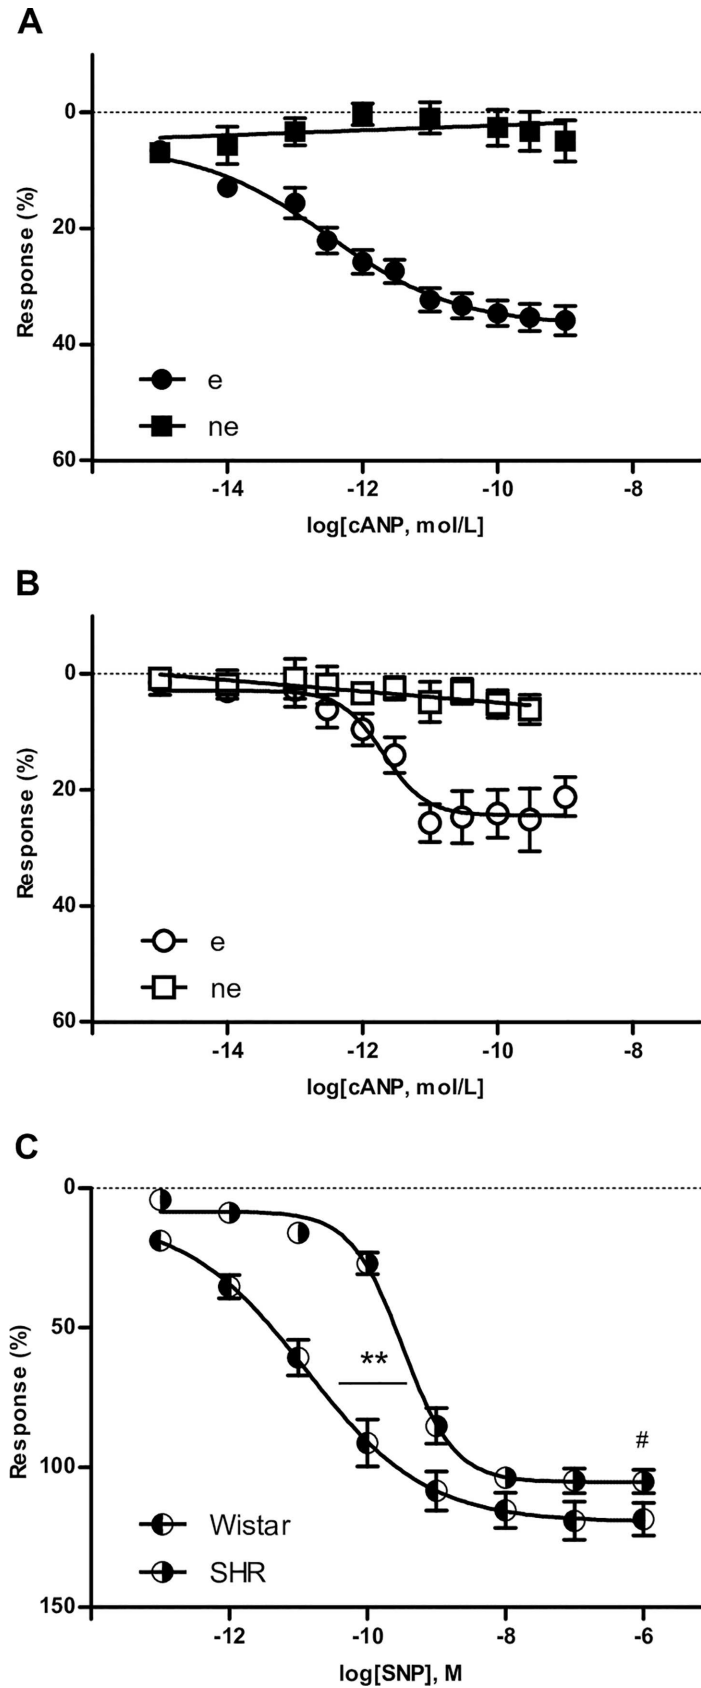 A
0
20
40
60
Response (%)
e
ne
-14 -12 -10 -8
log[cANP, mol/L]
B
0
20
40
60
Response (%)
e
ne
-14 -12 -10 -8
log[cANP, mol/L]
C
0
50
100
150
Response (%)
**
#
Wistar
SHR
-12 -10 -8 -6
log[SNP], M